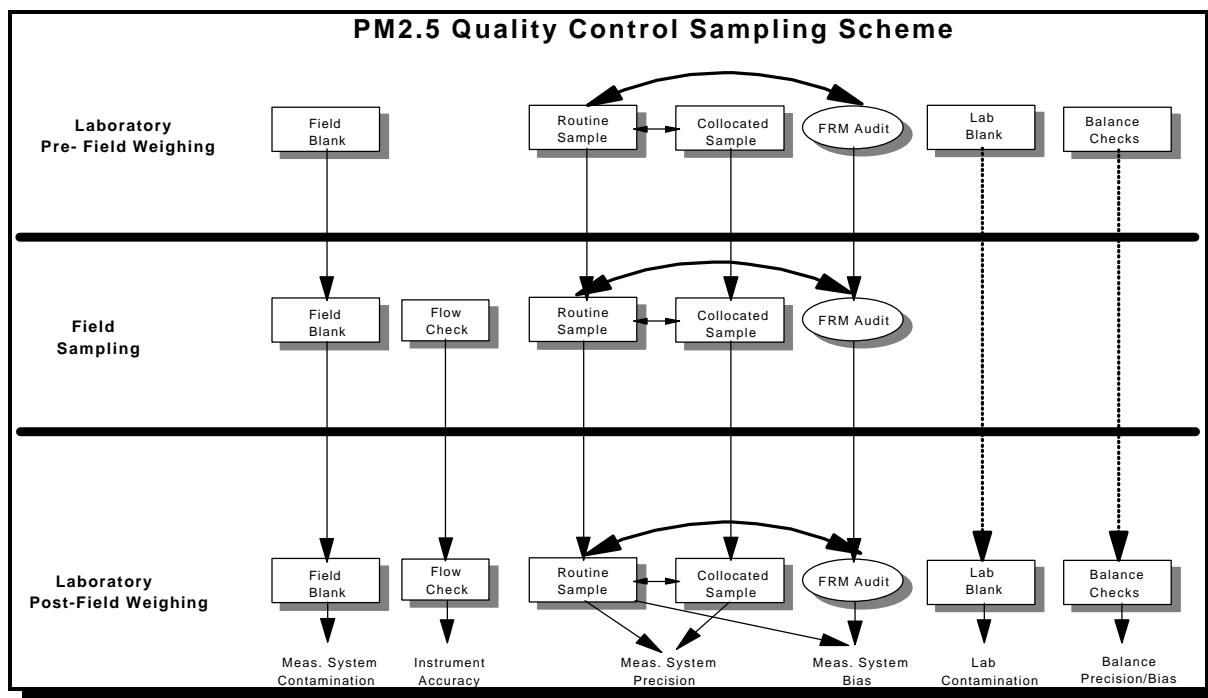 PM2.5 Quality Control Sampling Scheme
Laboratory
Pre- Field Weighing
Field
Blank
Routine
Sample
Collocated
Sample
FRM Audit
Lab
Blank
Balance
Checks
Field
Sampling
Field
Blank
Flow
Check
Routine
Sample
Collocated
Sample
FRM Audit
Laboratory
Post-Field Weighing
Field
Blank
Flow
Check
Routine
Sample
Collocated
Sample
FRM Audit
Lab
Blank
Balance
Checks
Meas. System
Contamination
Instrument
Accuracy
Meas. System
Precision
Meas. System
Bias
Lab
Contamination
Balance
Precision/Bias